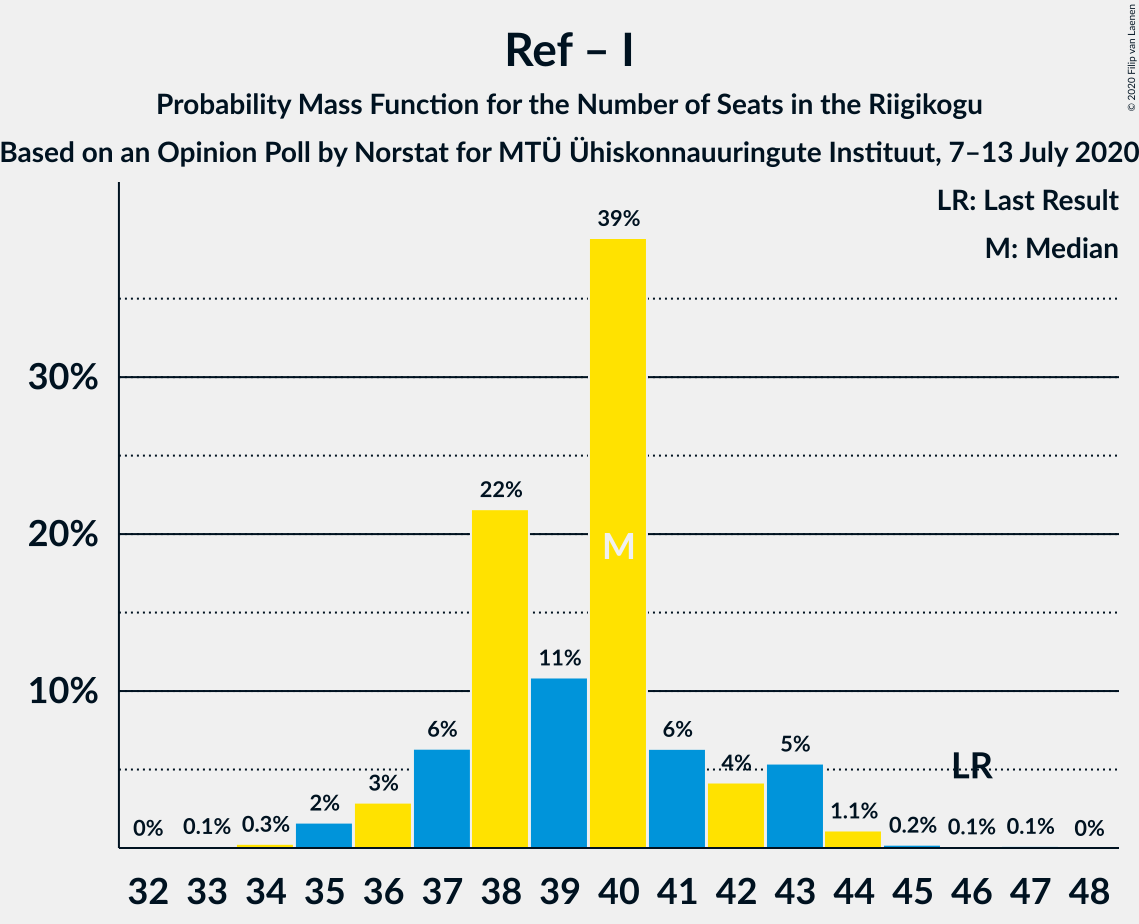 Ref – I
Probability Mass Function for the Number of Seats in the Riigikogu
Based on an Opinion Poll by Norstat for MTÜ Ühiskonnauuringute Instituut, 7–13 July 2020
© 2020 Filip van Laenen
LR: Last Result
M: Median
39%
30%
22%
20%
M
11%
10%
6%
6%
5%
4%
LR
3%
2%
1.1%
0% 0.1% 0.3% 0.2% 0.1% 0.1% 0%
32 33 34 35 36 37 38 39 40 41 42 43 44 45 46 47 48